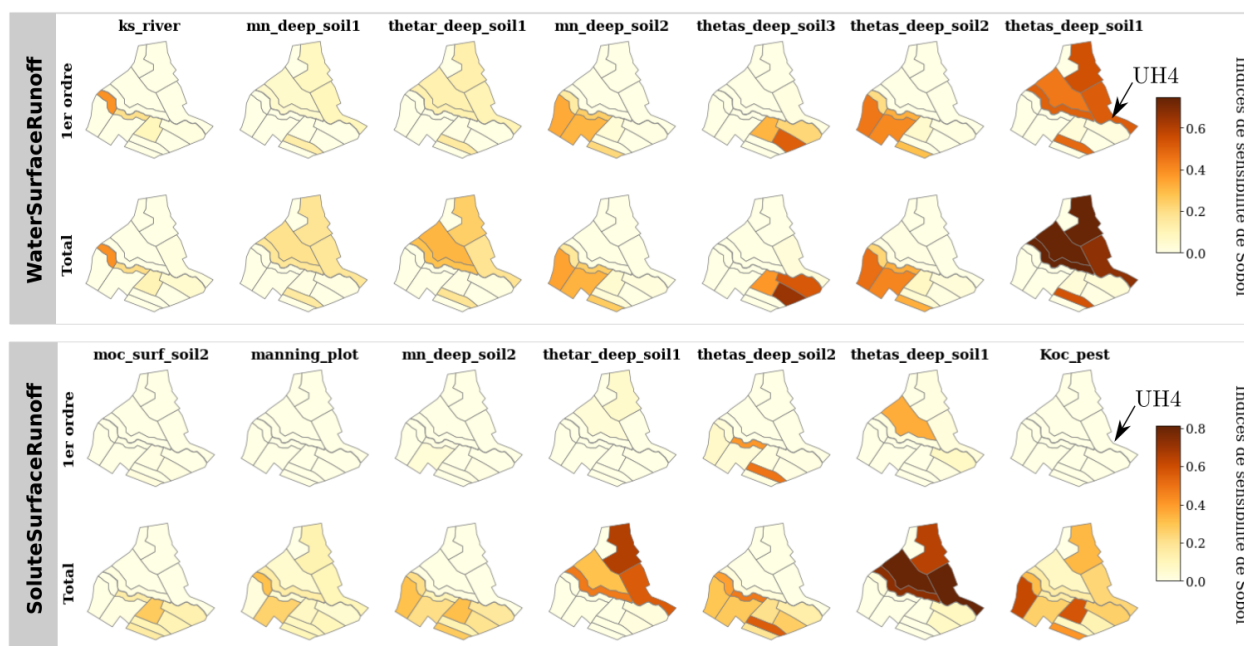 ks_river mn_deep_soil1 thetar_deep_soil1 mn_deep_soil2 thetas_deep_soil3 thetas_deep_soil2 thetas_deep_soil1
WaterSurfaceRunoff
1er ordre
Total
UH4
0.6
0.4
0.2
0.0
Indices de sensibilité de Sobol
moc_surf_soil2 manning_plot mn_deep_soil2 thetar_deep_soil1 thetas_deep_soil2 thetas_deep_soil1 Koc_pest
SoluteSurfaceRunoff
1er ordre
Total
UH4
0.8
0.6
0.4
0.2
0.0
Indices de sensibilité de Sobol